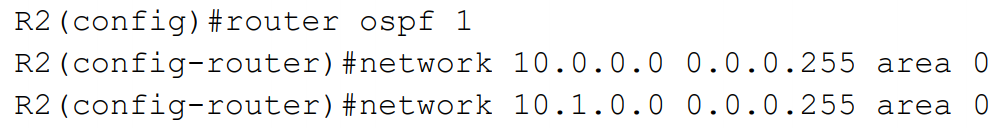 R2(config)#router ospf 1
R2(config-router)#network 10.0.0.0 0.0.0.255 area 0
R2(config-router)#network 10.1.0.0 0.0.0.255 area 0